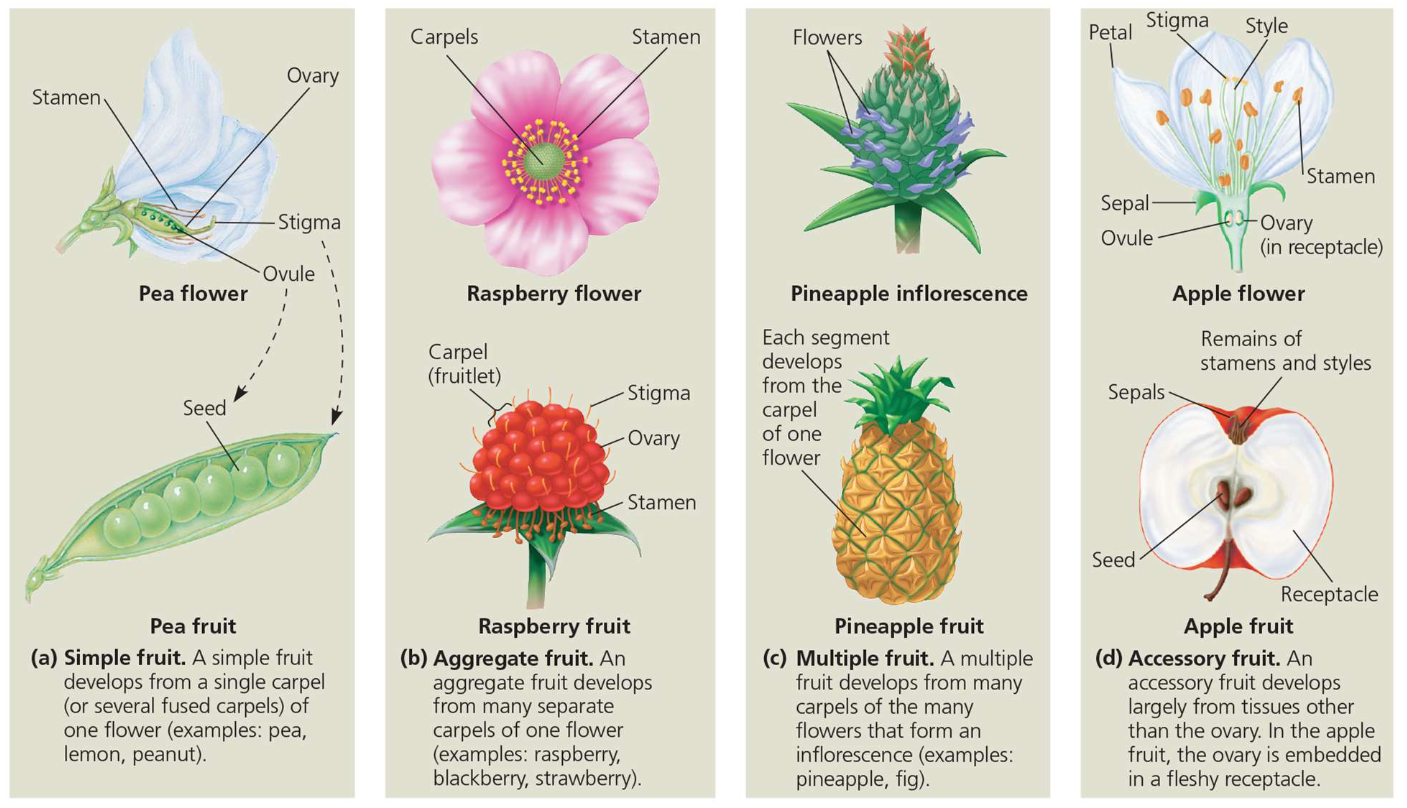 Stamen
Ovary
Stigma
Ovule
Pea flower
Seed
Pea fruit
(a) Simple fruit. A simple fruit
develops from a single carpel
(or several fused carpels) of
one flower (examples: pea,
lemon, peanut).
Carpels
Stamen
Raspberry flower
Carpel
(fruitlet)
Stigma
Ovary
Stamen
Raspberry fruit
(b) Aggregate fruit. An
aggregate fruit develops
from many separate
carpels of one flower
(examples: raspberry,
blackberry, strawberry).
Flowers
Pineapple inflorescence
Each segment
develops
from the
carpel
of one
flower
Pineapple fruit
(c) Multiple fruit. A multiple
fruit develops from many
carpels of the many
flowers that form an
inflorescence (examples:
pineapple, fig).
Petal
Stigma
Style
Stamen
Sepal
Ovule
Ovary
(in receptacle)
Apple flower
Remains of
stamens and styles
Sepals
Seed
Receptacle
Apple fruit
(d) Accessory fruit. An
accessory fruit develops
largely from tissues other
than the ovary. In the apple
fruit, the ovary is embedded
in a fleshy receptacle.